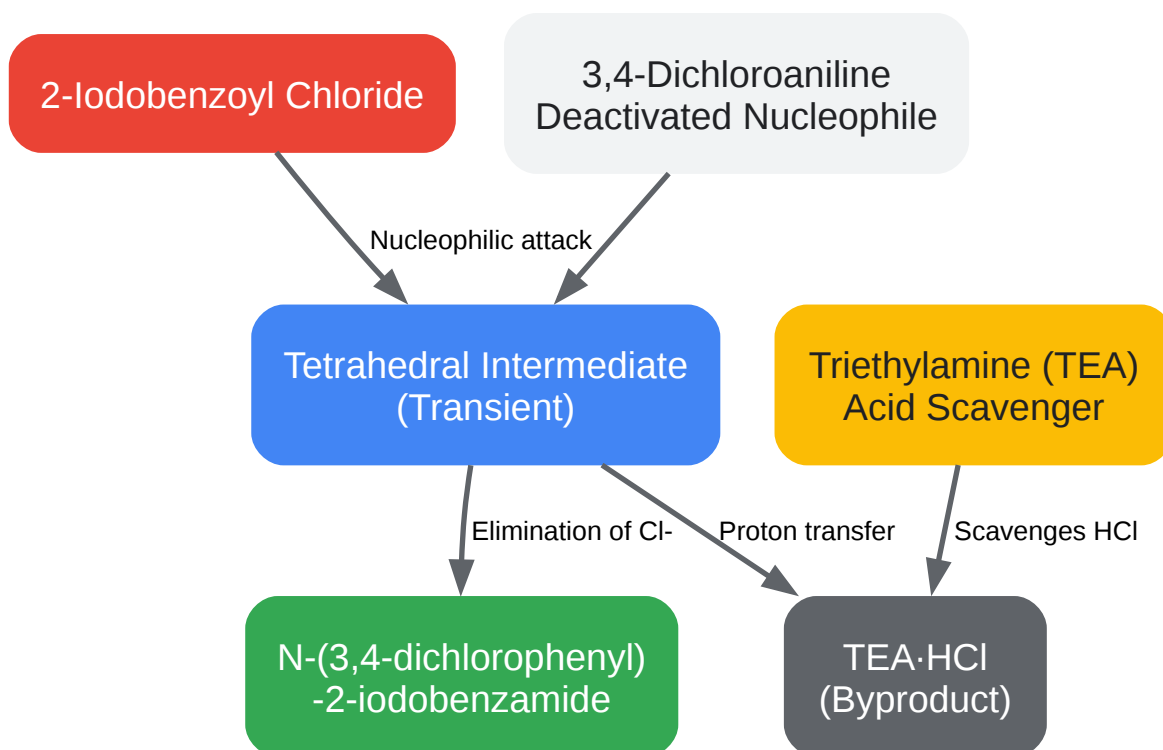 2-Iodobenzoyl Chloride
3,4-Dichloroaniline
Deactivated Nucleophile
Nucleophilic attack
Tetrahedral Intermediate
(Transient)
Triethylamine (TEA)
Acid Scavenger
Elimination of Cl-
Proton transfer
Scavenges HCl
N-(3,4-dichlorophenyl)
-2-iodobenzamide
TEA·HCl
(Byproduct)